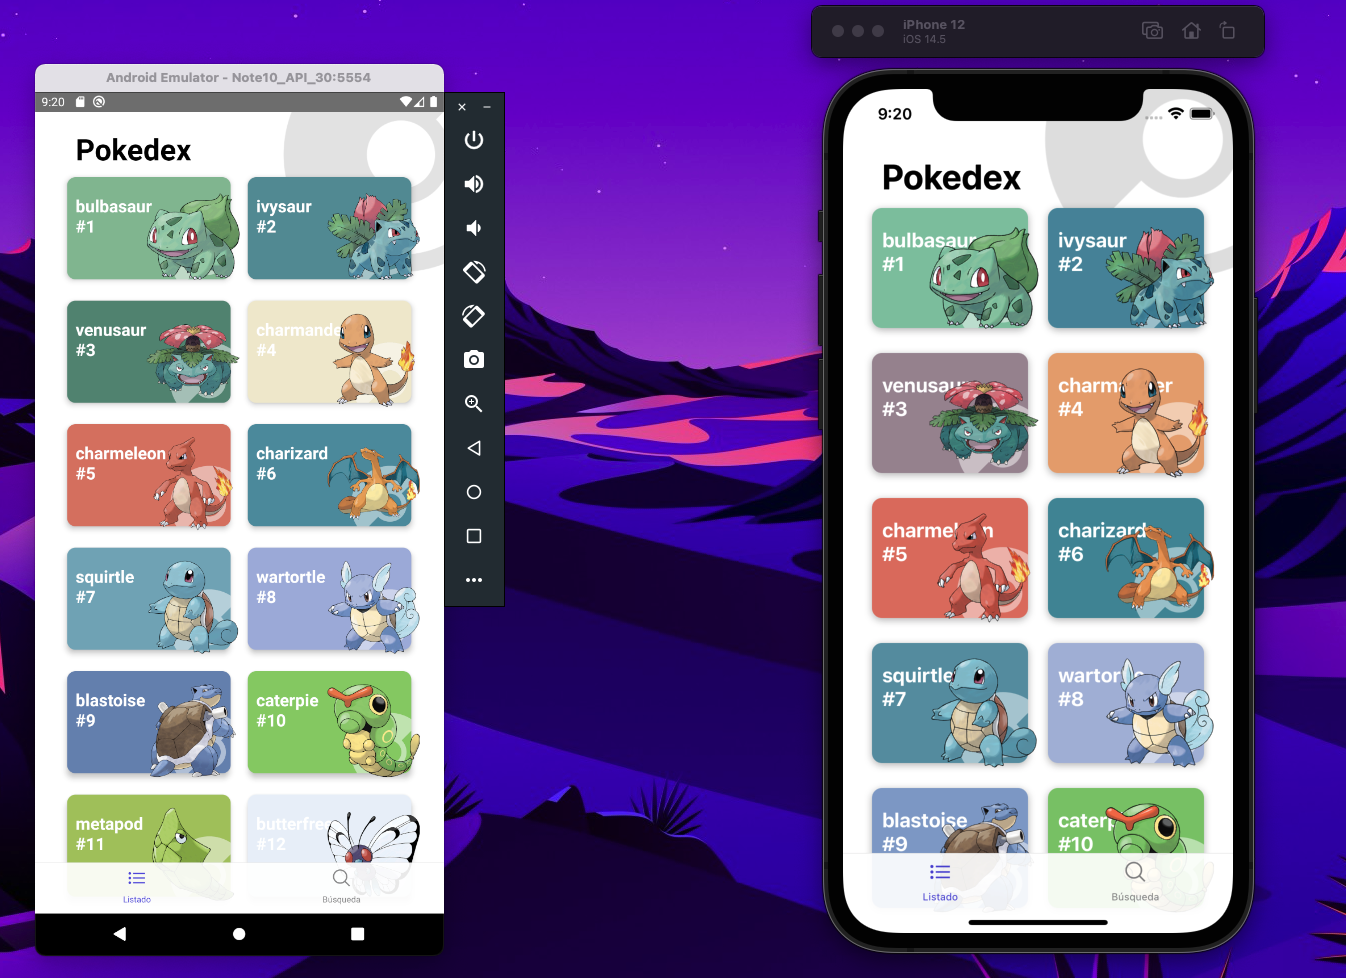 Android Emulator - Note10_API_30:5554
9:20
Pokedex
bulbasaur
#1
ivysaur
#2
venusaur
#3
charmande
#4
charmeleon
#5
charizard
#6
squirtle
#7
wartortle
#8
blastoise
#9
caterpie
#10
metapod
#11
butterfree
#12
Listado
Búsqueda
iPhone 12
iOS 14.5
9:20
Pokedex
bulbasaur
#1
ivysaur
#2
venusaur
#3
charmander
#4
charmeleon
#5
charizard
#6
squirtle
#7
wartortle
#8
blastoise
#9
caterpie
#10
Listado
Búsqueda